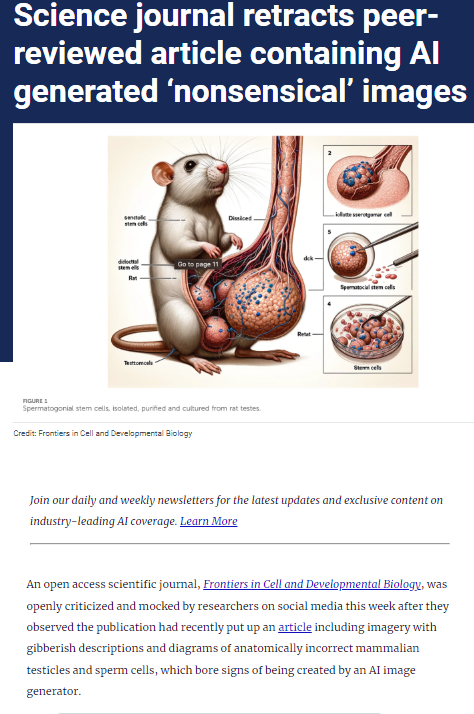 Science journal retracts peer-
reviewed article containing AI
generated ‘nonsensical’ images
senctolic
stem cells
Dissilced
didlocttal
stem ells
Rat
Go to page 11
Testtomcels
2
iollotte sserotgomar cell
5
dck
Spermatocial stem cells
4
Retat
Stemm cells
FIGURE 1
Spermatogonial stem cells, isolated, purified and cultured from rat testes.
Credit: Frontiers in Cell and Developmental Biology
Join our daily and weekly newsletters for the latest updates and exclusive content on
industry-leading AI coverage. Learn More
An open access scientific journal, Frontiers in Cell and Developmental Biology, was
openly criticized and mocked by researchers on social media this week after they
observed the publication had recently put up an article including imagery with
gibberish descriptions and diagrams of anatomically incorrect mammalian
testicles and sperm cells, which bore signs of being created by an AI image
generator.